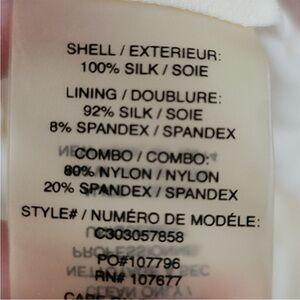 SHELL / EXTERIEUR:
100% SILK / SOIE
LINING / DOUBLURE:
92% SILK / SOIE
8% SPANDEX / SPANDEX
COMBO / COMBO:
80% NYLON / NYLON
20% SPANDEX / SPANDEX
STYLE# / NUMÉRO DE MODÉLE:
C303057858
PO#107796
RN# 107677